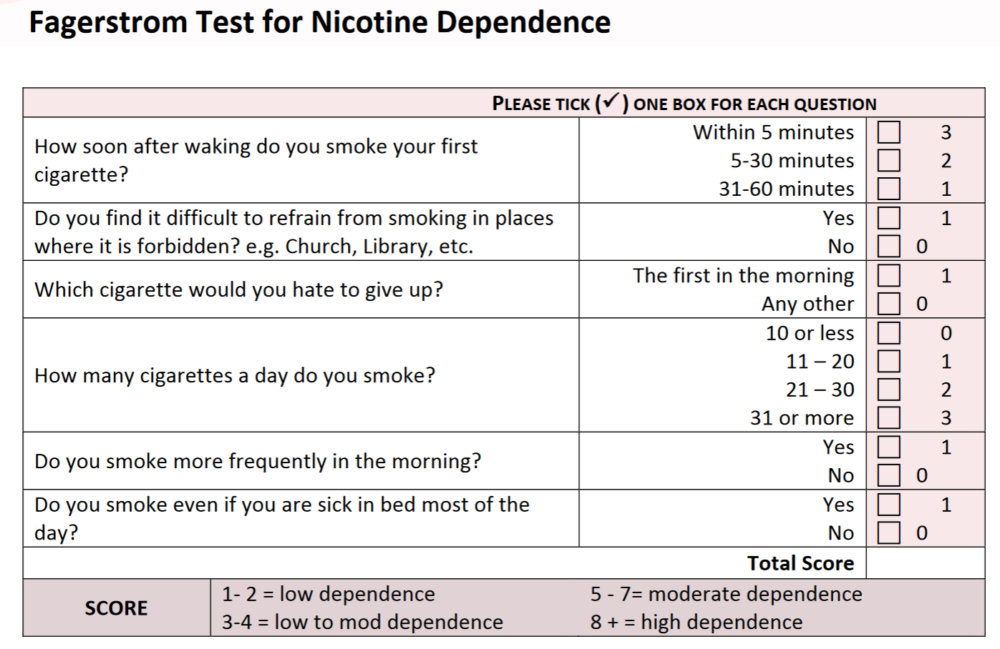 Fagerstrom Test for Nicotine Dependence
PLEASE TICK (✓) ONE BOX FOR EACH QUESTION
How soon after waking do you smoke your first
cigarette?
Within 5 minutes ☐ 3
5-30 minutes ☐ 2
31-60 minutes ☐ 1
Do you find it difficult to refrain from smoking in places
where it is forbidden? e.g. Church, Library, etc.
Yes ☐ 1
No ☐ 0
Which cigarette would you hate to give up?
The first in the morning ☐ 1
Any other ☐ 0
How many cigarettes a day do you smoke?
10 or less ☐ 0
11 – 20 ☐ 1
21 – 30 ☐ 2
31 or more ☐ 3
Do you smoke more frequently in the morning?
Yes ☐ 1
No ☐ 0
Do you smoke even if you are sick in bed most of the
day?
Yes ☐ 1
No ☐ 0
Total Score
SCORE
1- 2 = low dependence
3-4 = low to mod dependence
5 - 7= moderate dependence
8 + = high dependence